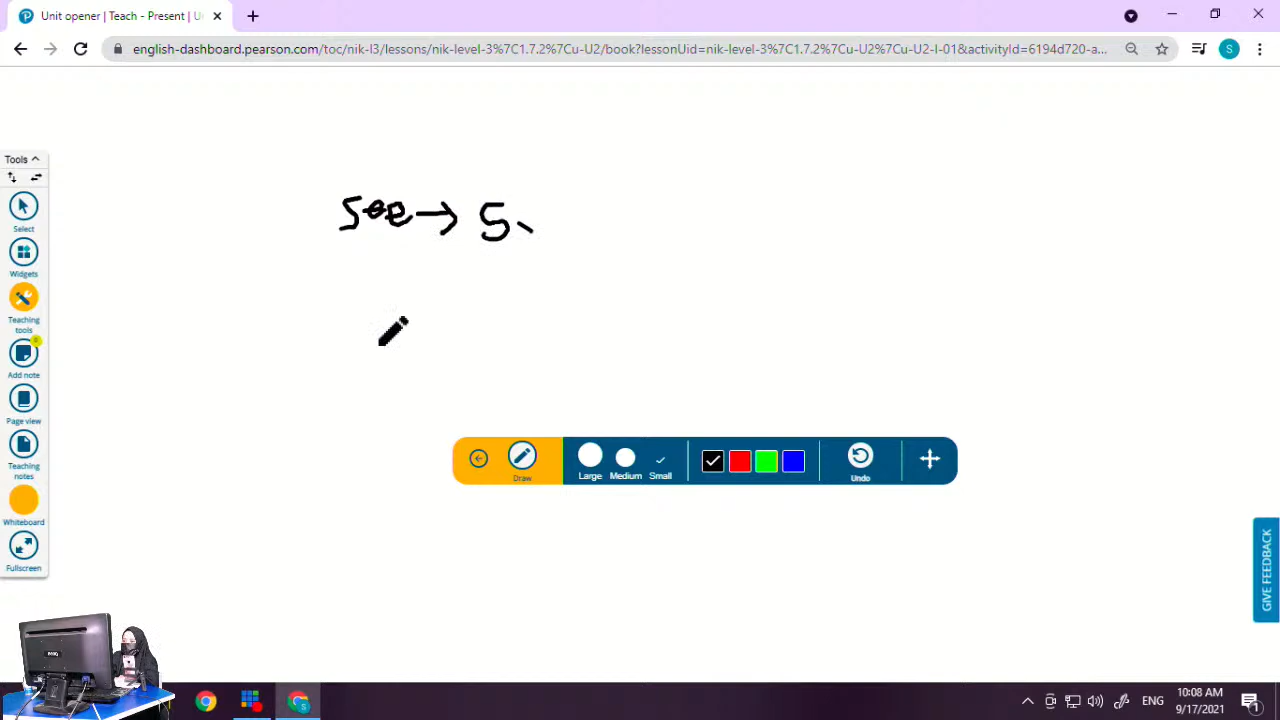 Unit opener | Teach - Present | U
english-dashboard.pearson.com/toc/nik-l3/lessons/nik-level-3%7C1.7.2%7Cu-U2/book?lessonUid=nik-level-3%7C1.7.2%7Cu-U2%7Cu-U2-l-01&activityId=6194d720-a...
S
Tools
Select
Widgets
Teaching
tools
Add note
Page view
Teaching
notes
Whiteboard
Fullscreen
see → S
Draw
Large
Medium
Small
Undo
GIVE FEEDBACK
ENG
10:08 AM
9/17/2021
1